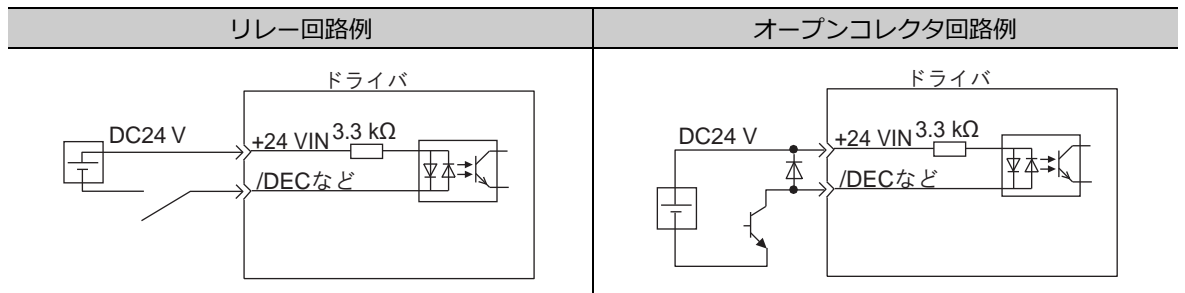 リレー回路例
オープンコレクタ回路例
ドライバ
DC24 V
+24 VIN
3.3 kΩ
/DECなど
ドライバ
DC24 V
+24 VIN
3.3 kΩ
/DECなど